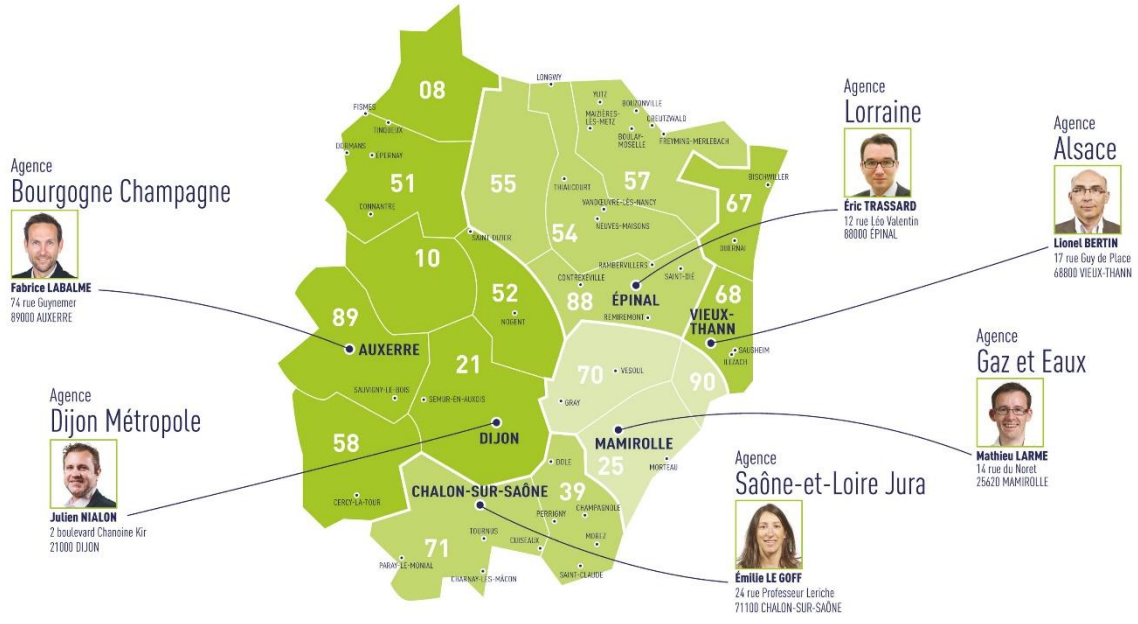 Agence
Bourgogne Champagne
Fabrice LABALME
74 rue Guynemer
89000 AUXERRE
Agence
Dijon Métropole
Julien NIALON
2 boulevard Chanoine Kir
21000 DIJON
Agence
Lorraine
Éric TRASSARD
12 rue Léo Valentin
88000 ÉPINAL
Agence
Alsace
Lionel BERTIN
17 rue Guy de Place
68800 VIEUX-THANN
Agence
Gaz et Eaux
Mathieu LARME
14 rue du Noret
25620 MAMIROLLE
Agence
Saône-et-Loire Jura
Émilie LE GOFF
24 rue Professeur Leriche
71100 CHALON-SUR-SAÔNE
08
LONGWY
YUTZ
MAIZIÈRES-
LÈS-METZ
BOUZONVILLE
CREUTZWALD
BOULAY-
MOSELLE
FREYMING-MERLEBACH
FISMES
TINQUEUX
DORMANS
ÉPERNAY
51
CONNANTRE
55
57
THIAUCOURT
BISCHWILLER
67
VANDŒUVRE-LÈS-NANCY
NEUVES-MAISONS
54
SAINT-DIZIER
OBERNAI
10
RAMBERVILLERS
SAINT-DIÉ
CONTREXÉVILLE
52
NOGENT
88
ÉPINAL
REMIREMONT
68
VIEUX-
THANN
SAUSHEIM
ILLZACH
89
AUXERRE
21
SAUVIGNY-LE-BOIS
SEMUR-EN-AUXOIS
70
VESOUL
90
GRAY
DIJON
MAMIROLLE
58
25
MORTEAU
DOLE
CERCY-LA-TOUR
CHALON-SUR-SAÔNE
39
CHAMPAGNOLE
PERRIGNY
TOURNUS
CUISEAUX
MOREZ
71
PARAY-LE-MONIAL
CHARNAY-LÈS-MÂCON
SAINT-CLAUDE